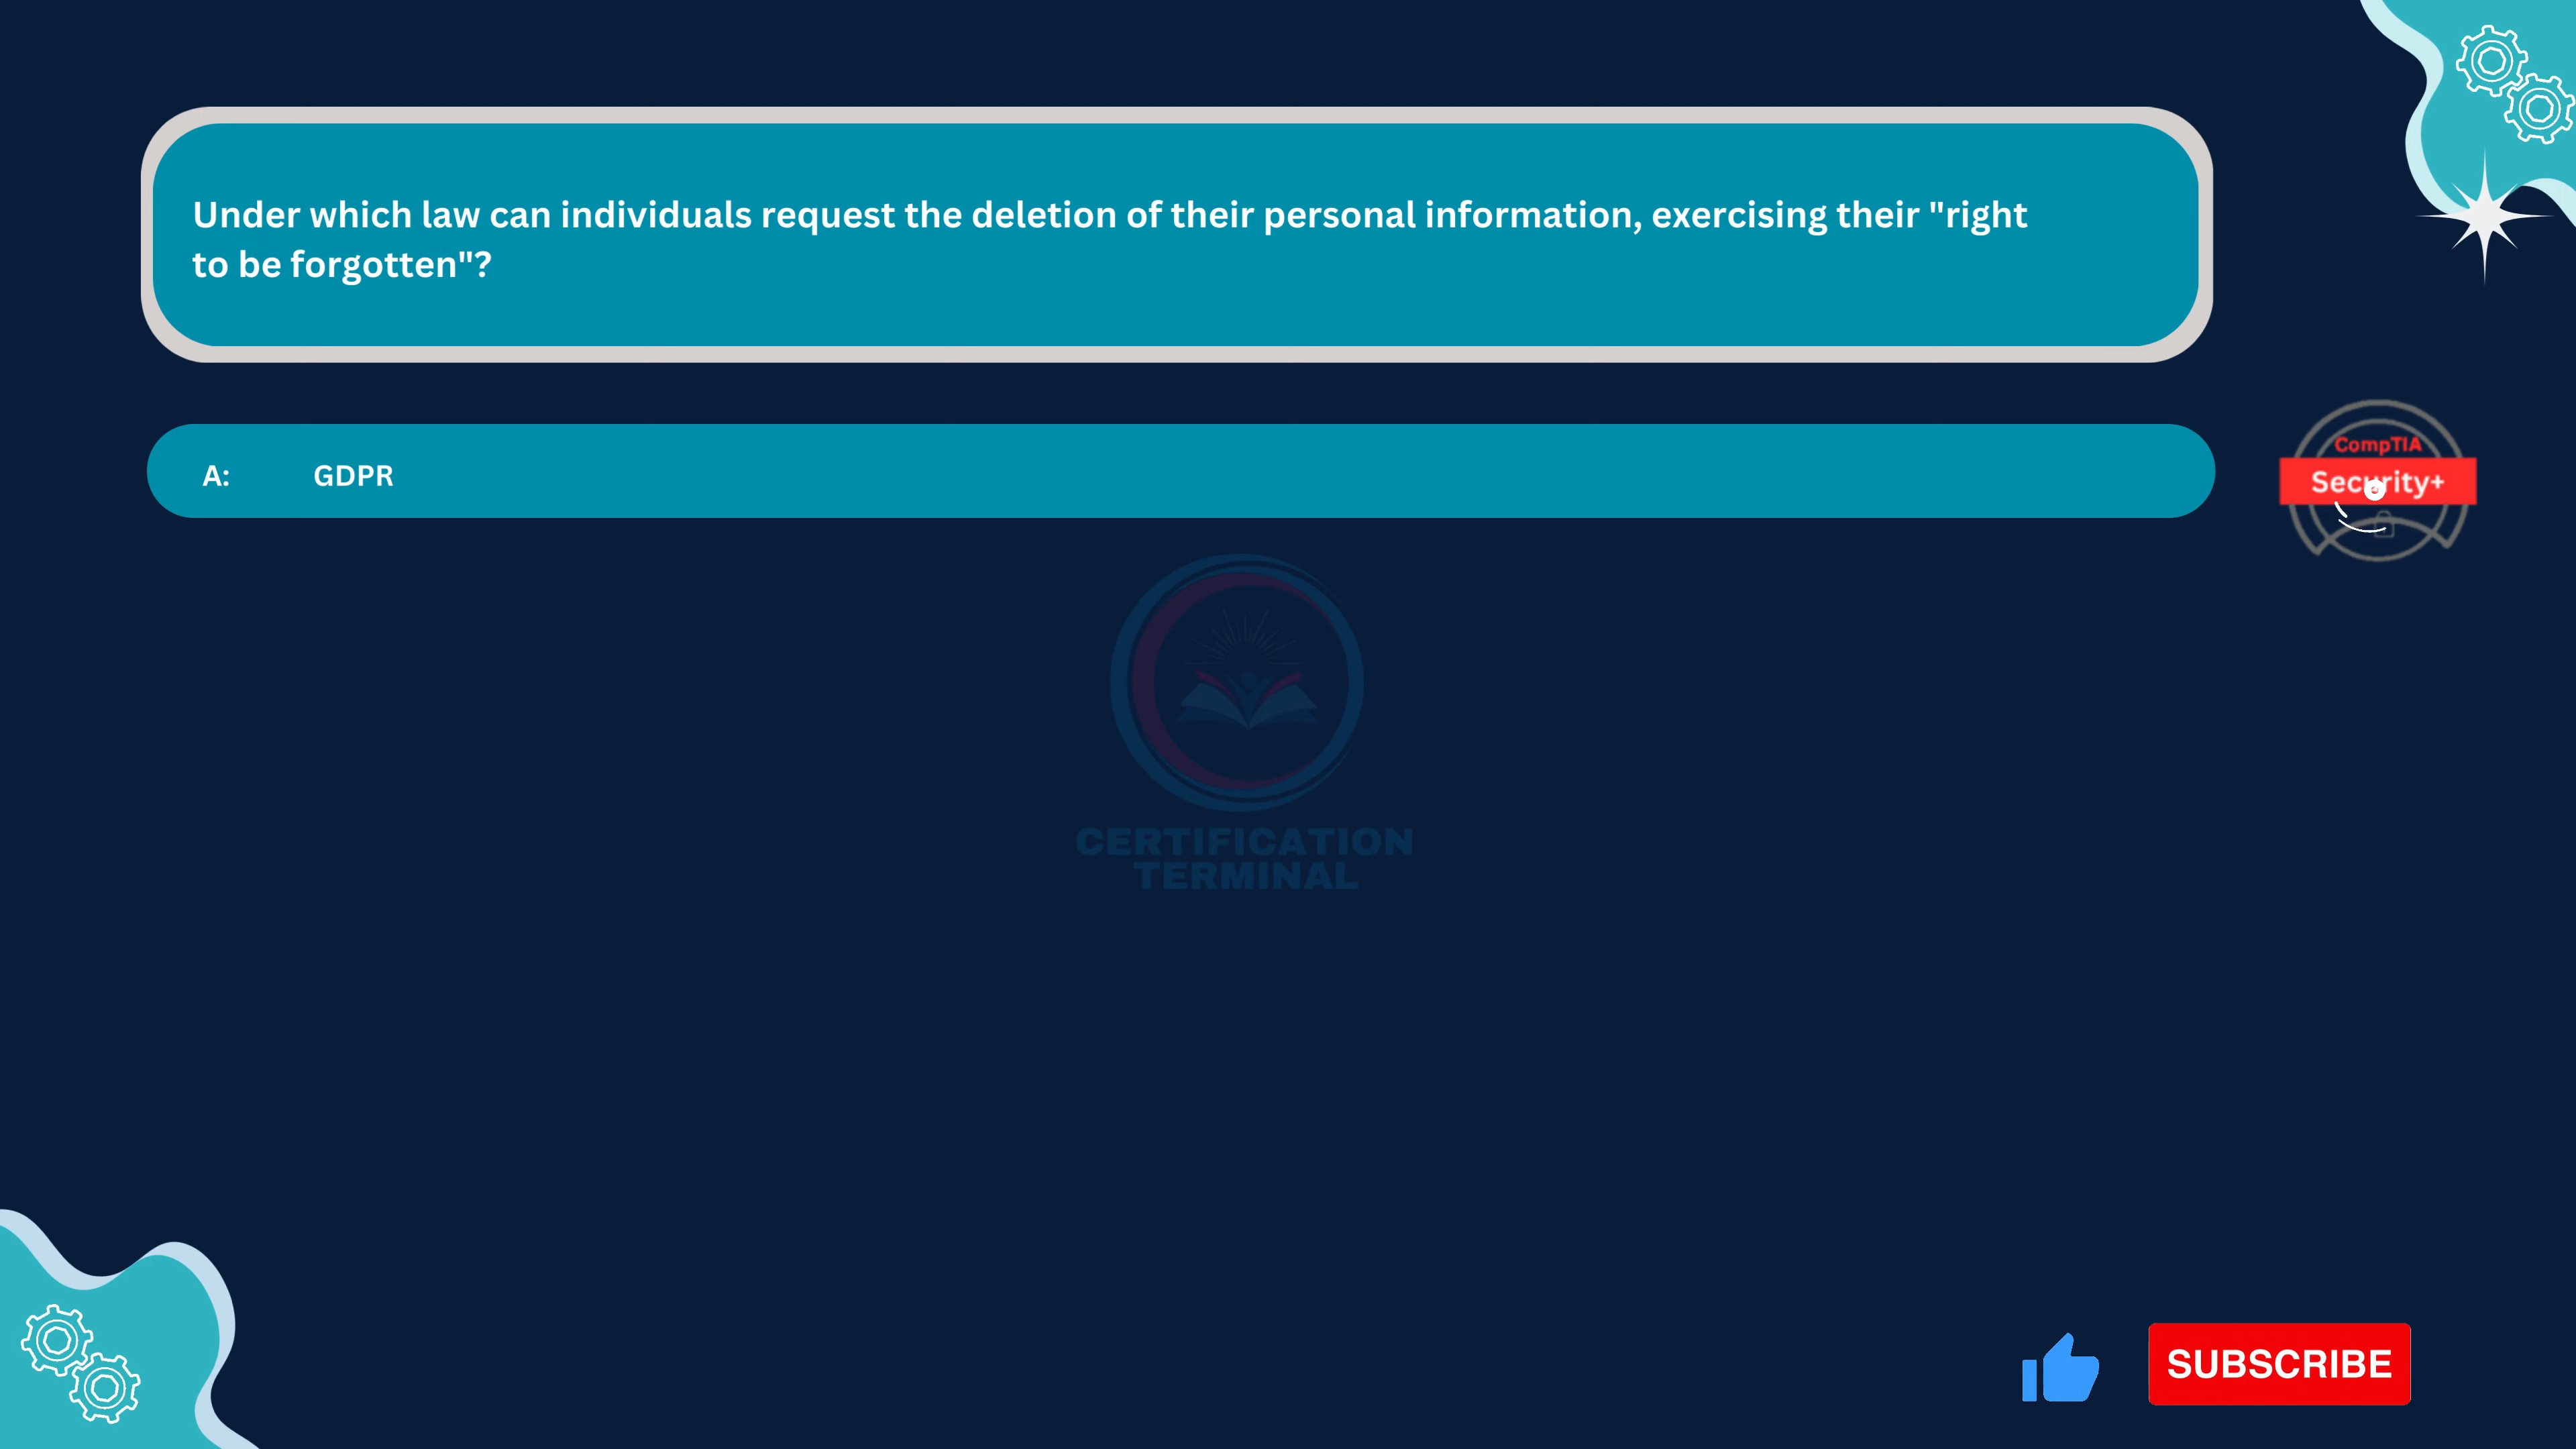 Under which law can individuals request the deletion of their personal information, exercising their "right
to be forgotten"?
A: GDPR
CompTIA
Security+
CERTIFICATION
TERMINAL
SUBSCRIBE